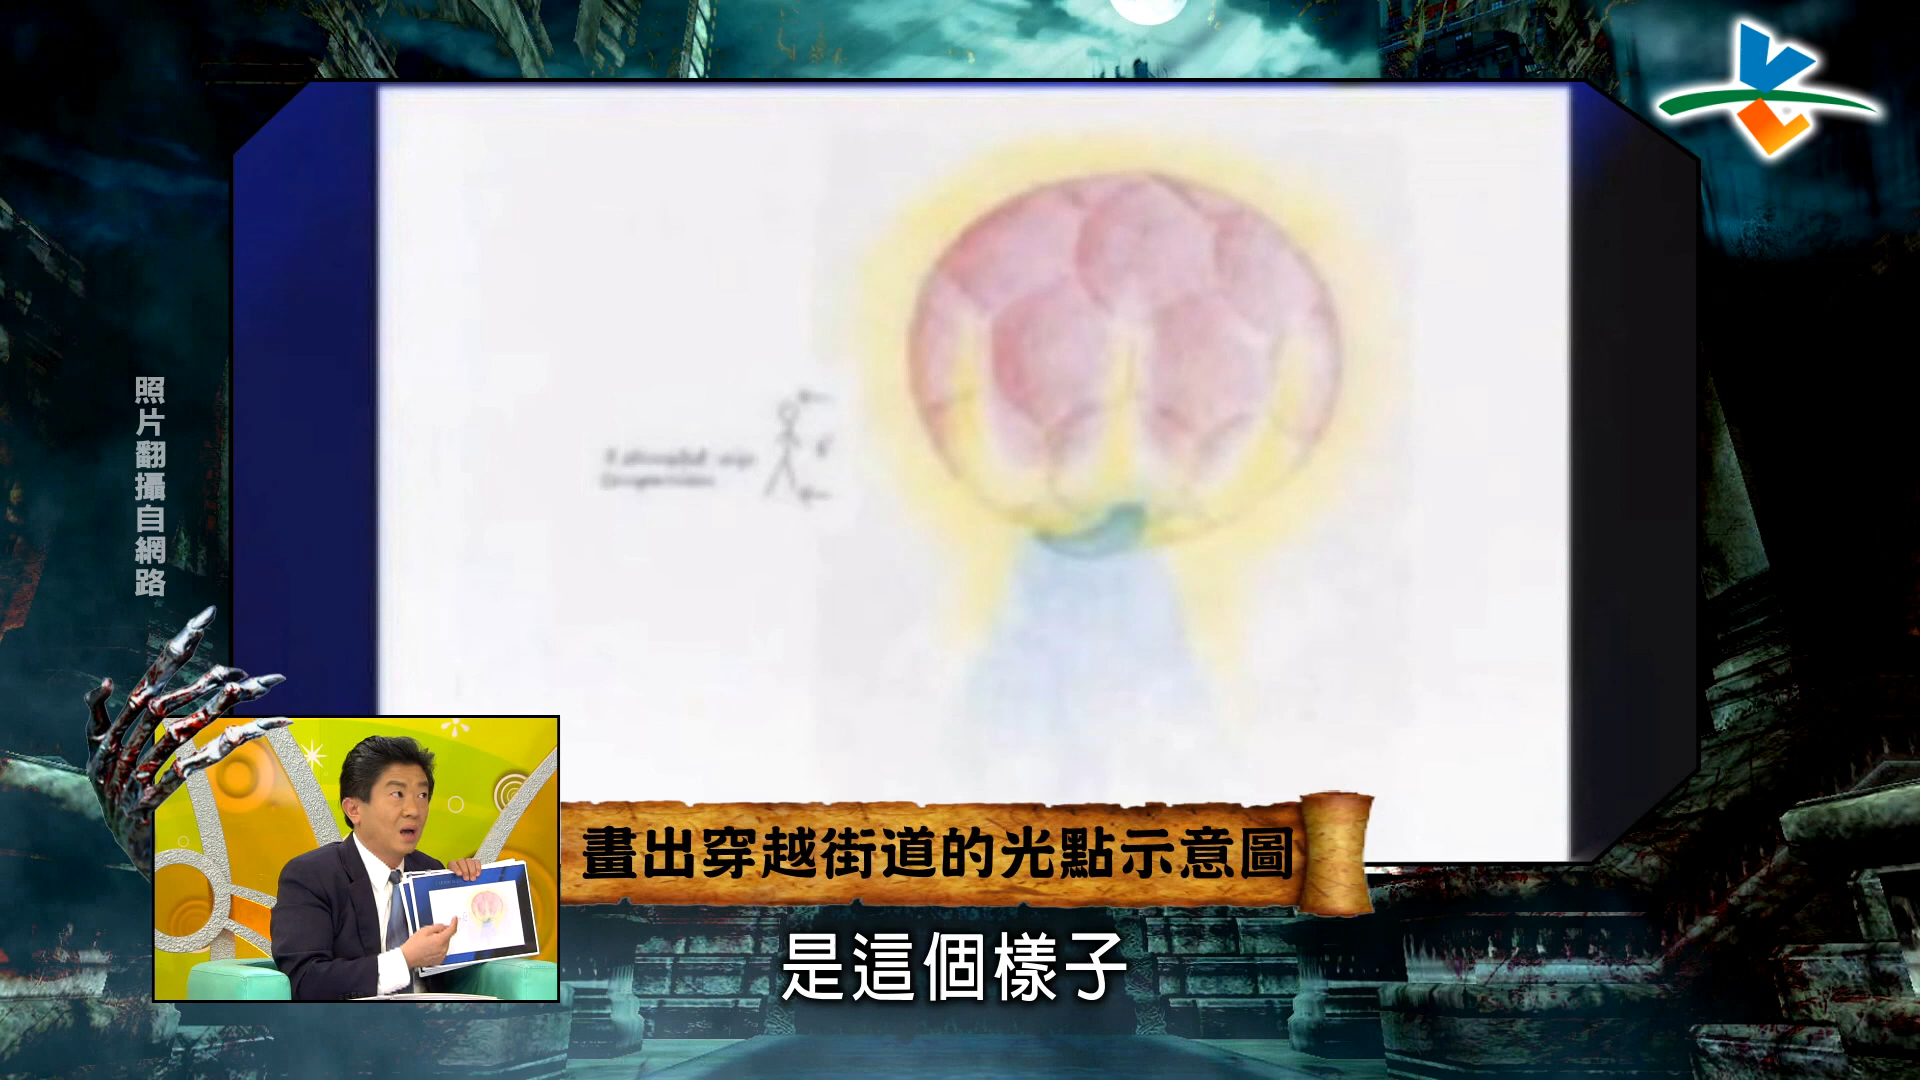 照片翻攝自網路
畫出穿越街道的光點示意圖
是這個樣子